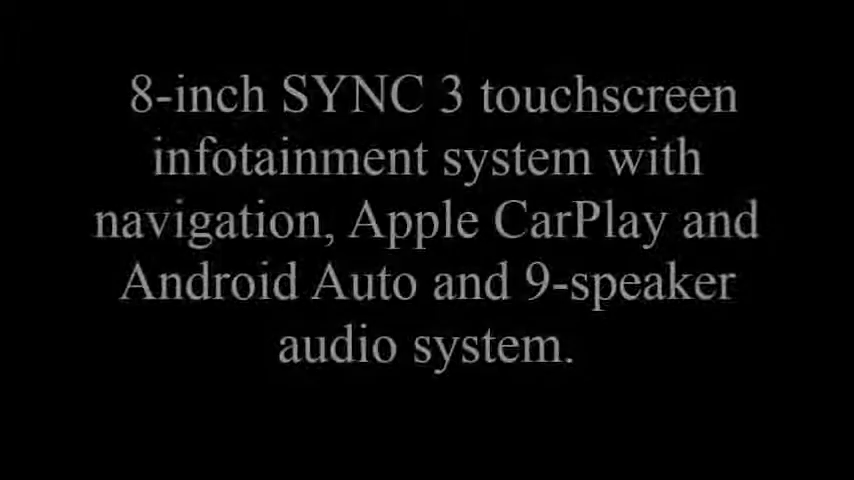 8-inch SYNC 3 touchscreen
infotainment system with
navigation, Apple CarPlay and
Android Auto and 9-speaker
audio system.